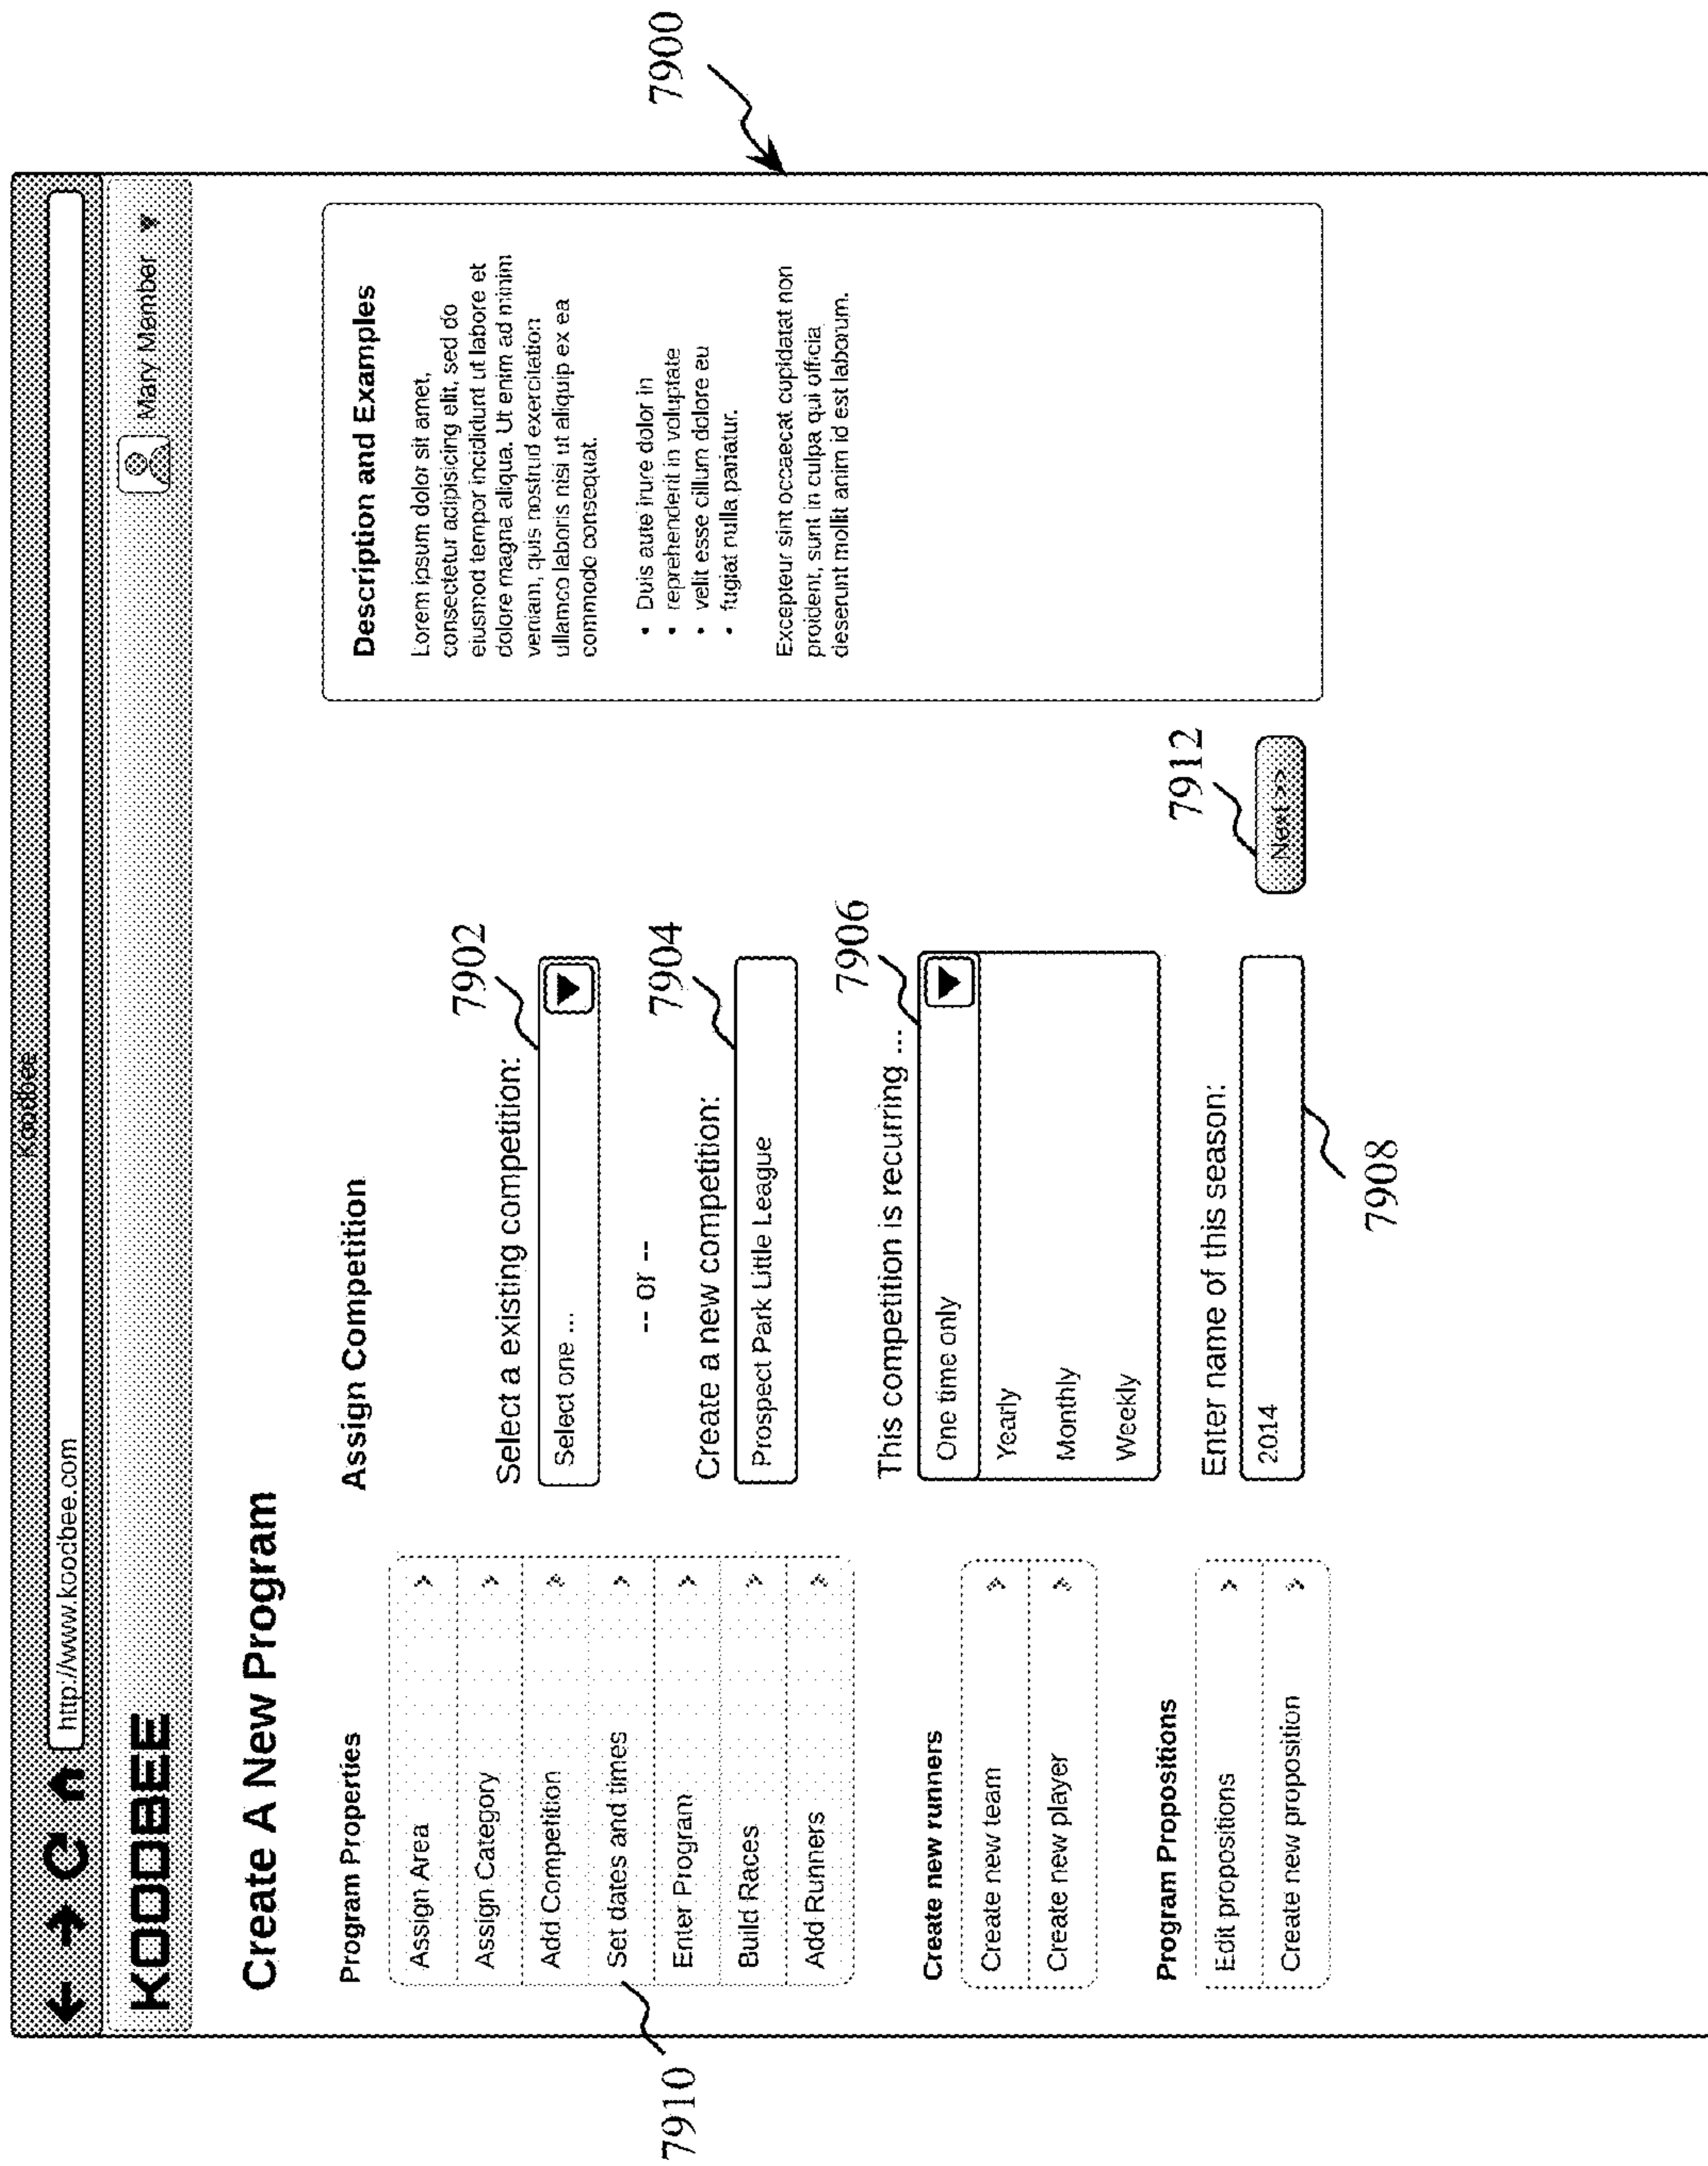 Koodbee
http://www.koodbee.com
KOODBEE
Mary Member
Create A New Program
Program Properties
Assign Area
Assign Category
Add Competition
Set dates and times
Enter Program
Build Races
Add Runners
7910
Create new runners
Create new team
Create new player
Program Propositions
Edit propositions
Create new proposition
Assign Competition
Select a existing competition:
7902
Select one ...
-- or --
Create a new competition:
7904
Prospect Park Little League
This competition is recurring ...
7906
One time only
Yearly
Monthly
Weekly
Enter name of this season:
2014
7908
Next >>
7912
Description and Examples
Lorem ipsum dolor sit amet,
consectetur adipisicing elit, sed do
eiusmod tempor incididunt ut labore et
dolore magna aliqua. Ut enim ad minim
veniam, quis nostrud exercitation
ullamco laboris nisi ut aliquip ex ea
commodo consequat.
• Duis aute irure dolor in
• reprehenderit in voluptate
• velit esse cillum dolore eu
• fugiat nulla pariatur.
Excepteur sint occaecat cupidatat non
proident, sunt in culpa qui officia
deserunt mollit anim id est laborum.
7900